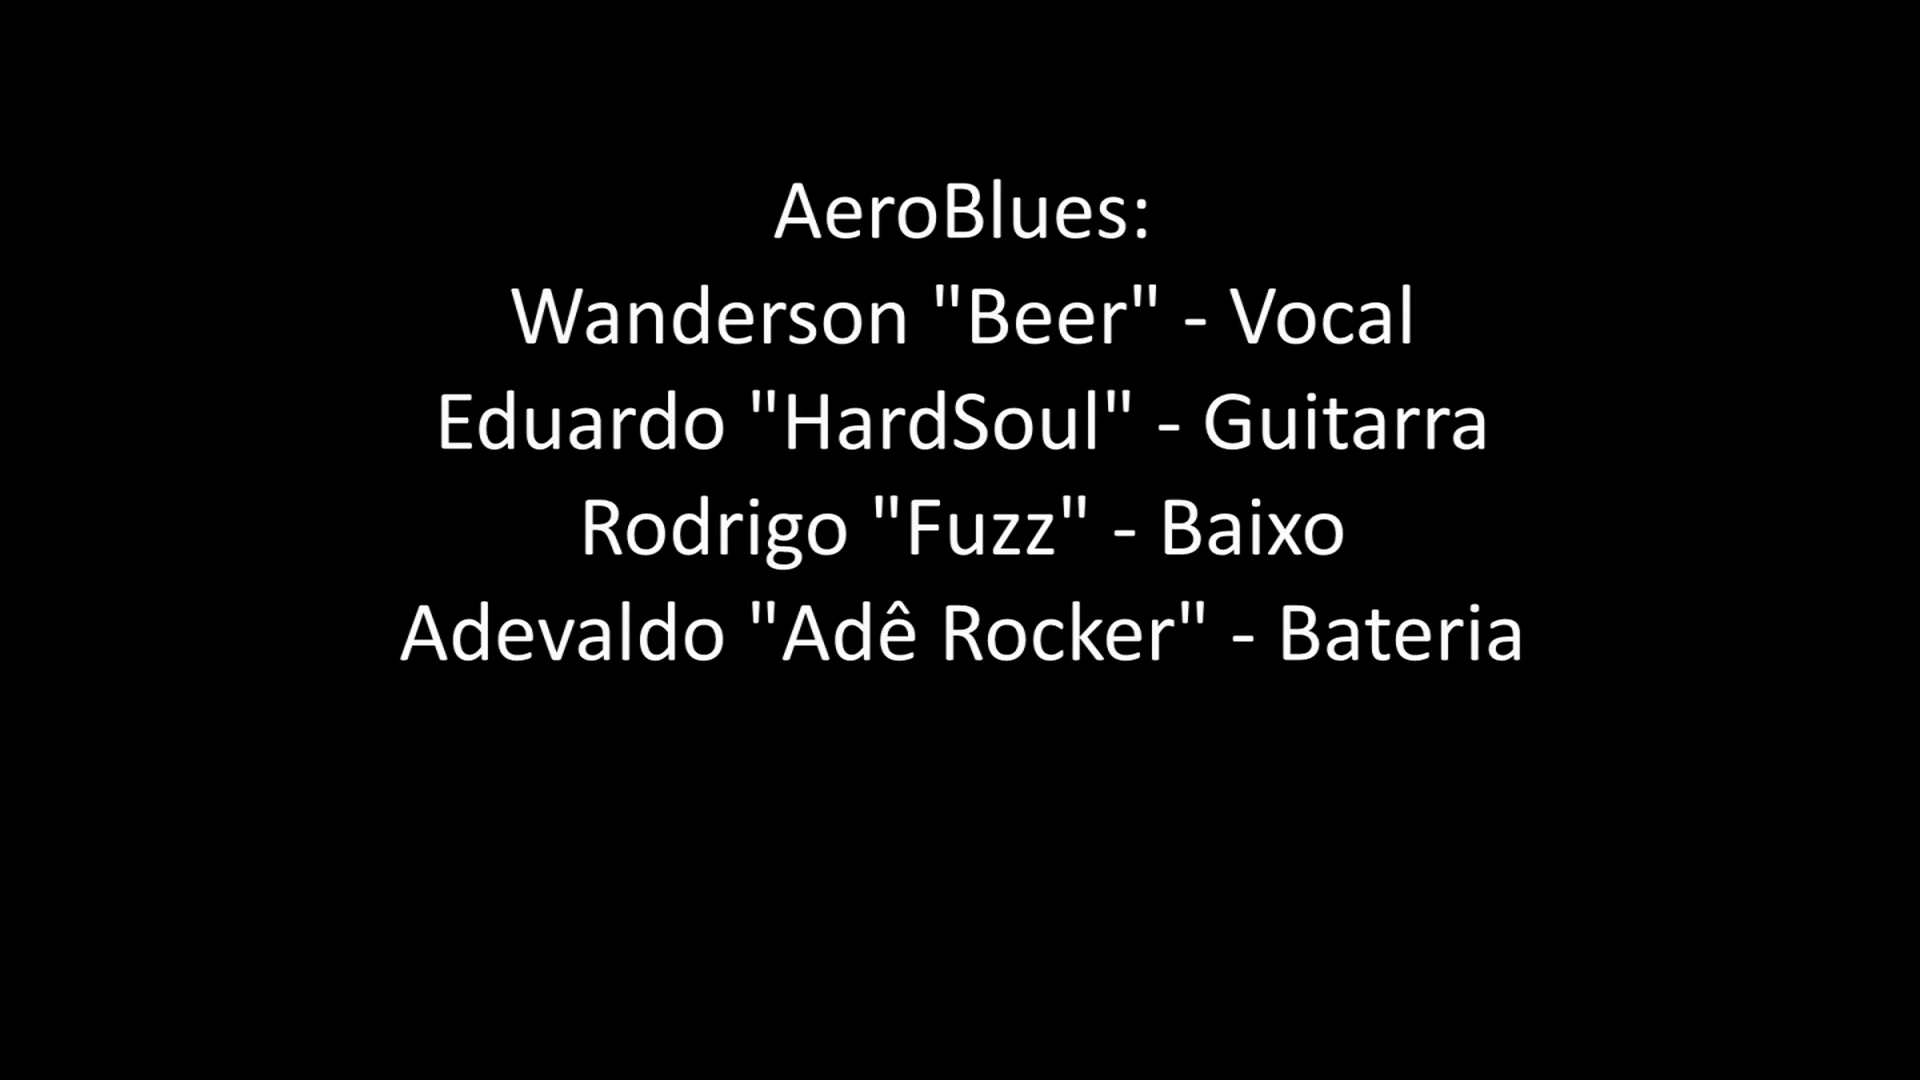 AeroBlues:
Wanderson "Beer" - Vocal
Eduardo "HardSoul" - Guitarra
Rodrigo "Fuzz" - Baixo
Adevaldo "Adê Rocker" - Bateria